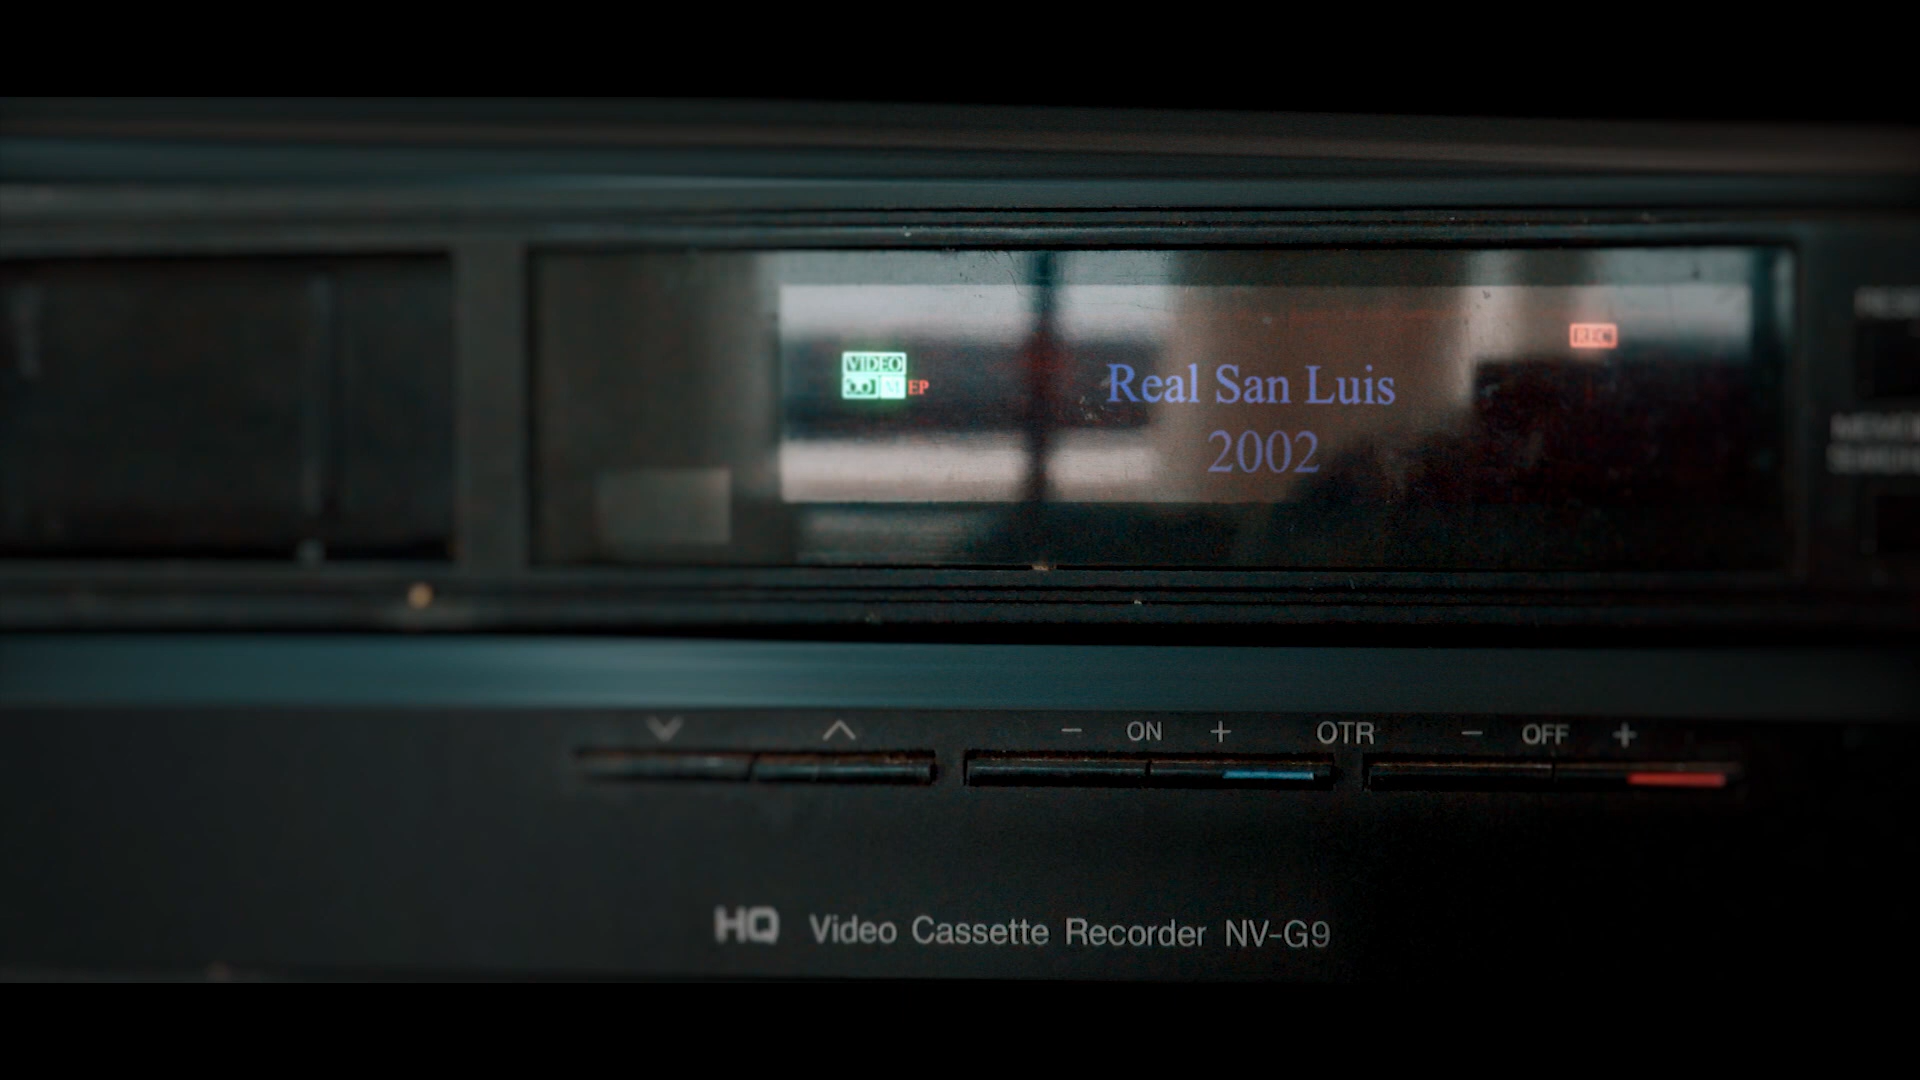 VIDEO
EP
REC
Real San Luis
2002
− ON + OTR − OFF +
HQ Video Cassette Recorder NV-G9